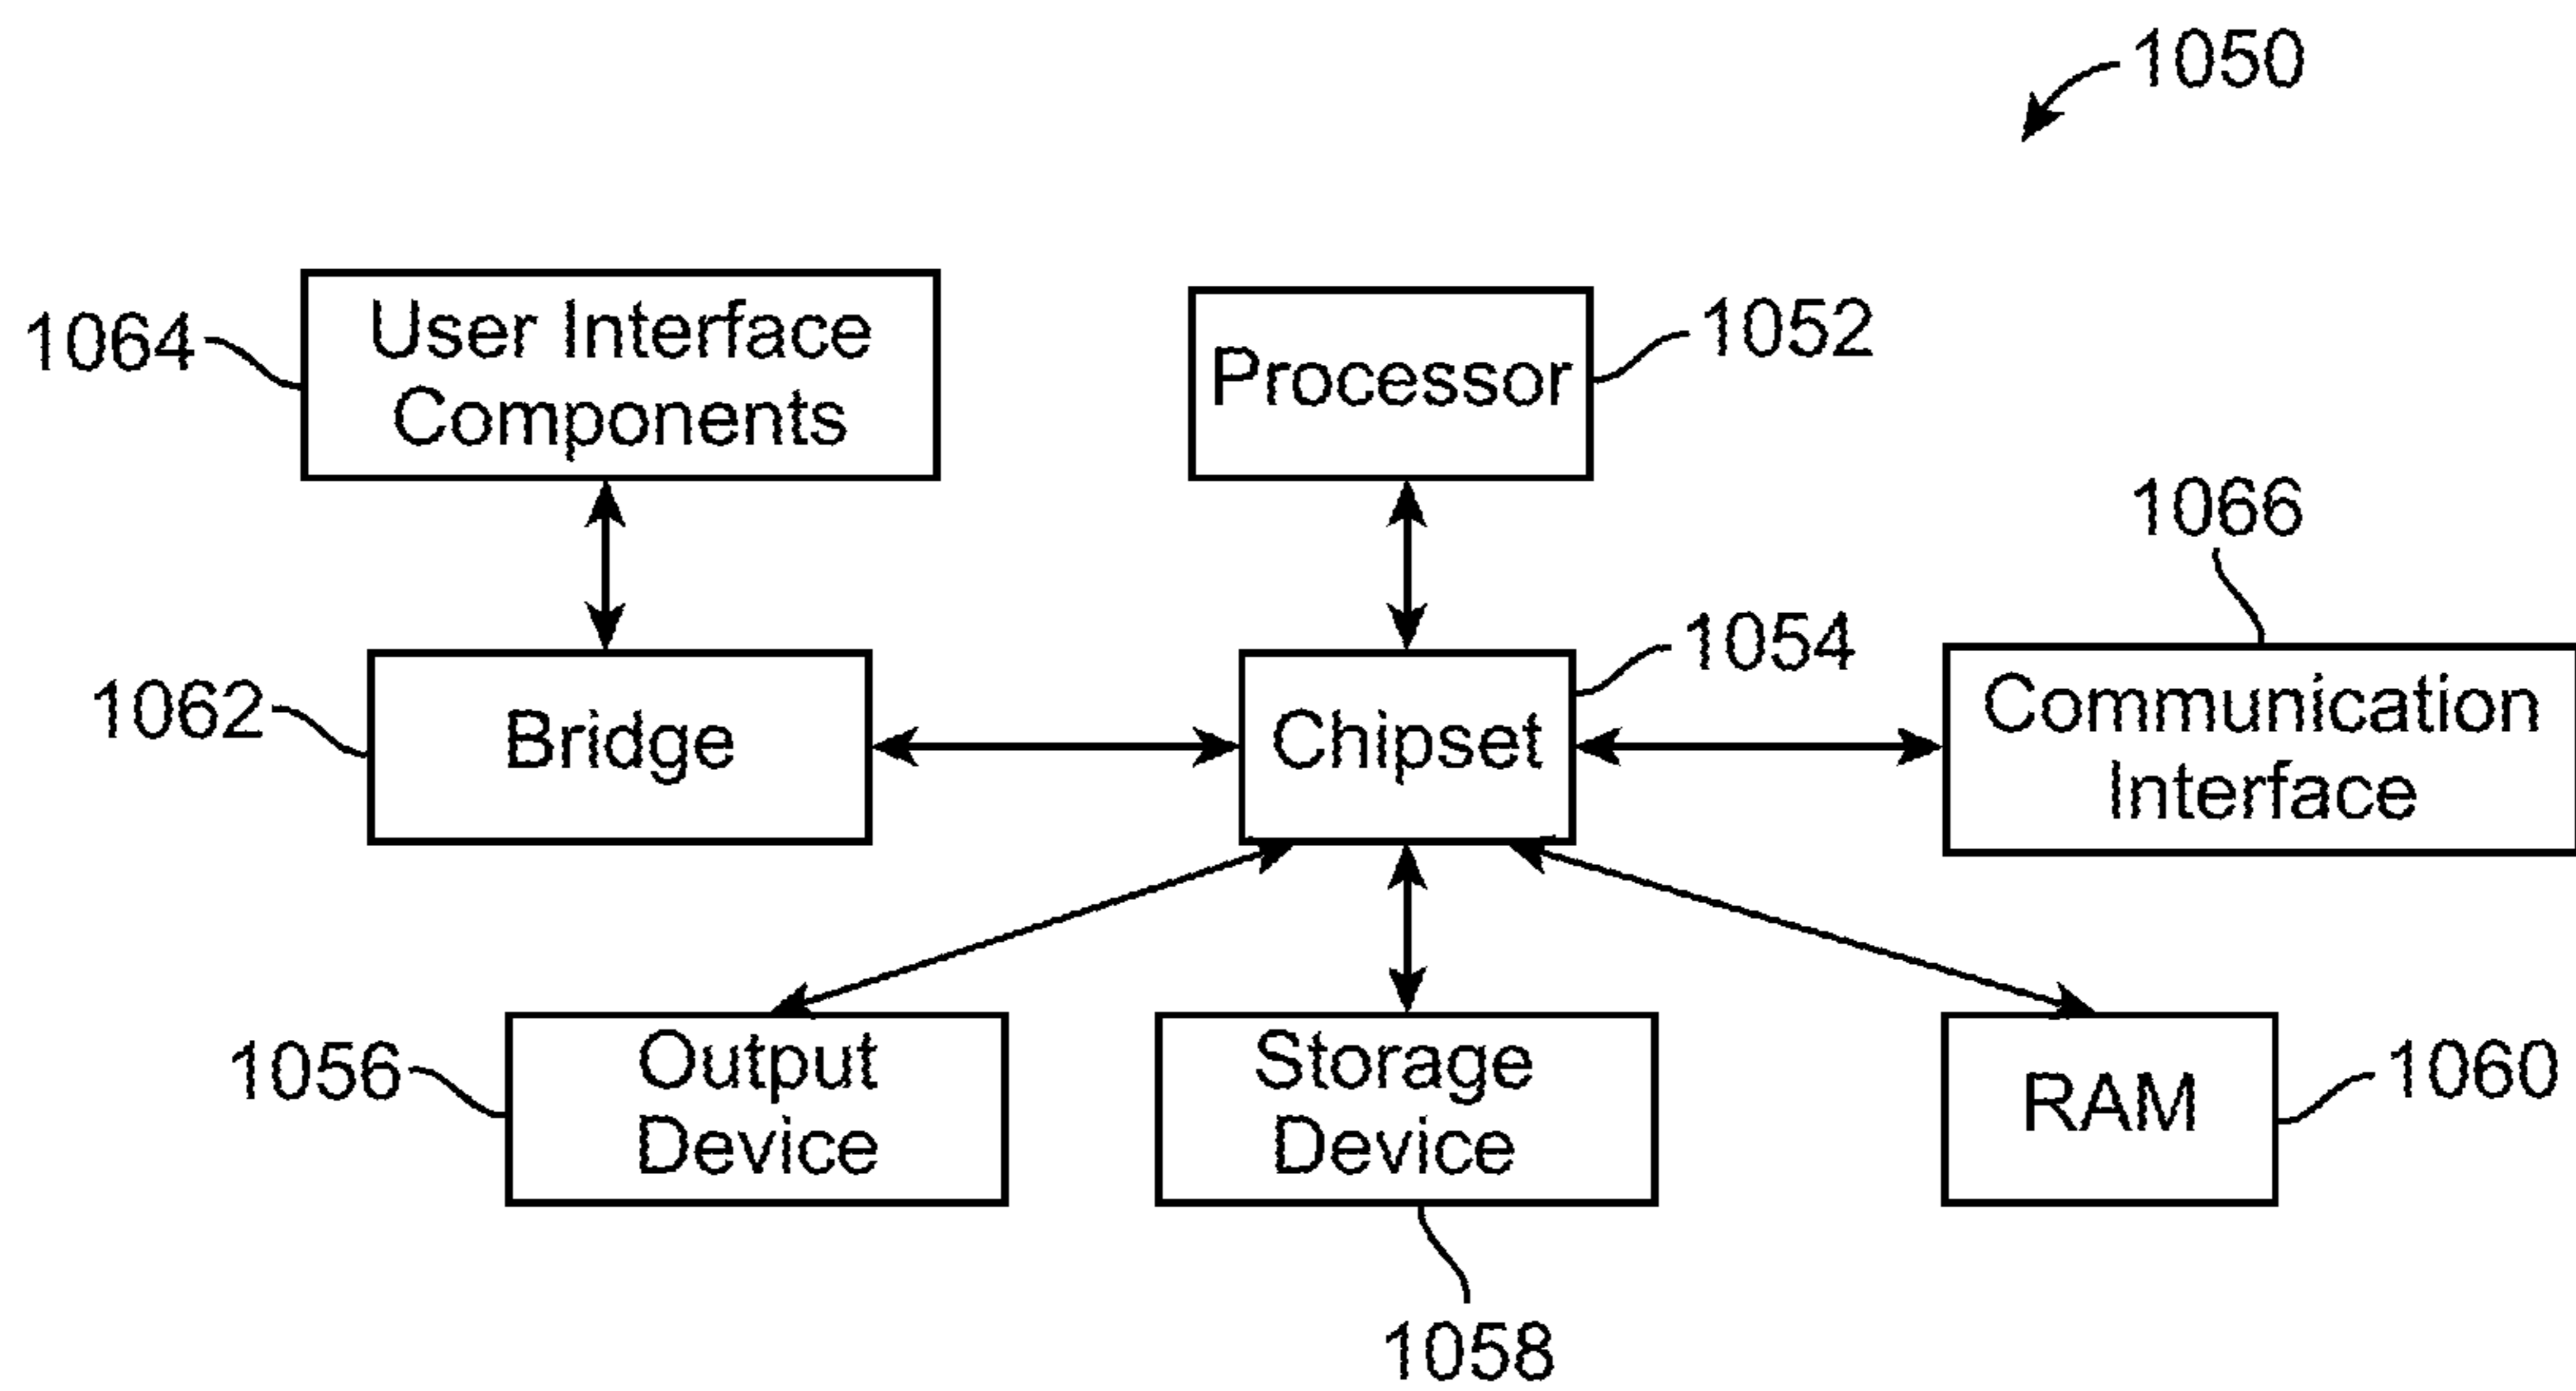 1050
1064
User Interface
Components
Processor
1052
1066
1062
Bridge
Chipset
1054
Communication
Interface
1056
Output
Device
Storage
Device
RAM
1060
1058